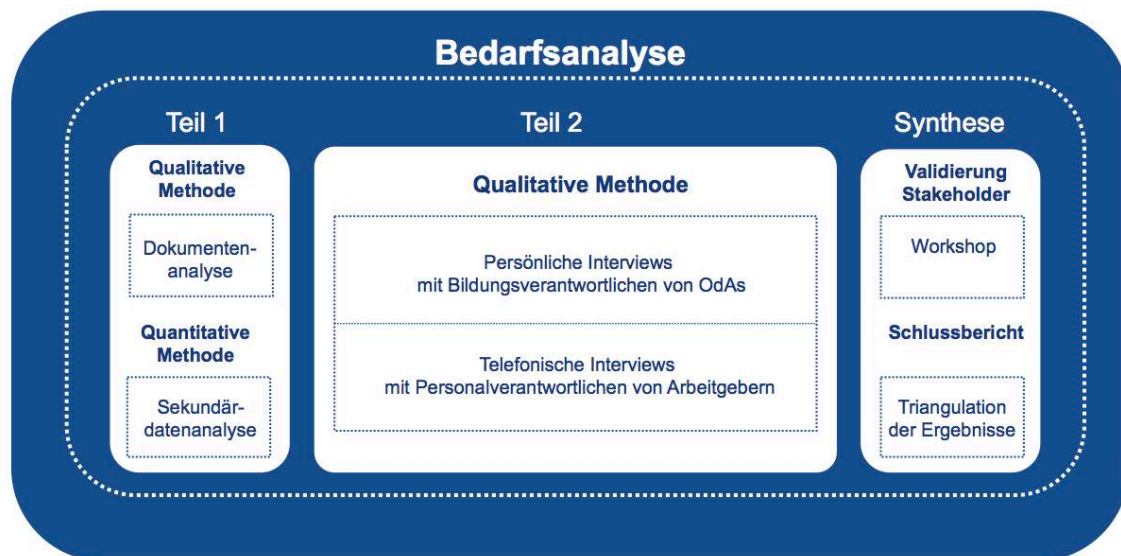 Bedarfsanalyse
Teil 1
Qualitative
Methode
Dokumenten-
analyse
Quantitative
Methode
Sekundär-
datenanalyse
Teil 2
Qualitative Methode
Persönliche Interviews
mit Bildungsverantwortlichen von OdAs
Telefonische Interviews
mit Personalverantwortlichen von Arbeitgebern
Synthese
Validierung
Stakeholder
Workshop
Schlussbericht
Triangulation
der Ergebnisse